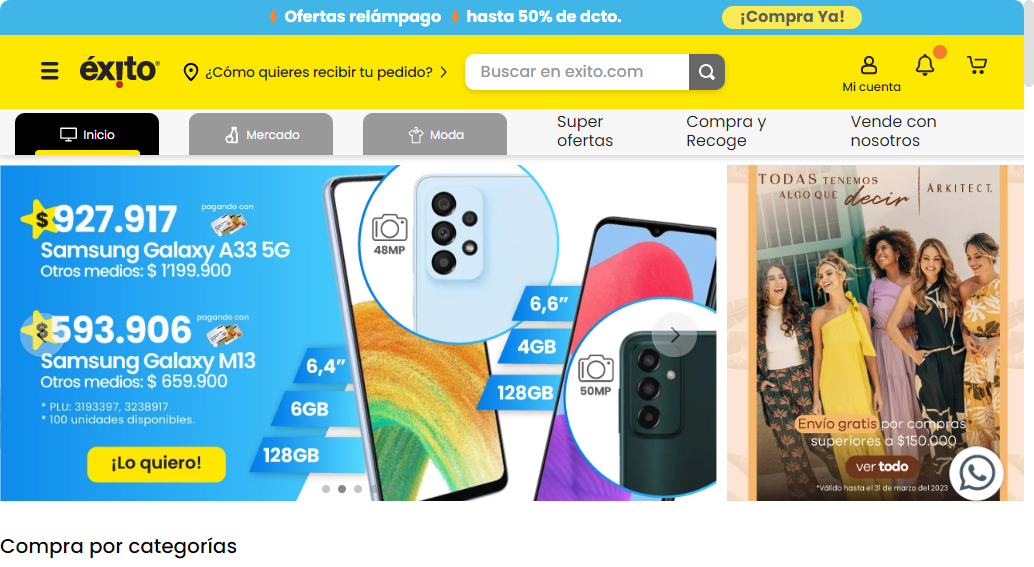 Ofertas relámpago hasta 50% de dcto.
¡Compra Ya!
éxito
¿Cómo quieres recibir tu pedido?
Buscar en exito.com
Mi cuenta
Inicio
Mercado
Moda
Super
ofertas
Compra y
Recoge
Vende con
nosotros
$927.917
pagando con
Samsung Galaxy A33 5G
Otros medios: $ 1'199.900
$593.906
pagando con
Samsung Galaxy M13
Otros medios: $ 659.900
* PLU: 3193397, 3238917
* 100 unidades disponibles.
¡Lo quiero!
48MP
6,4”
6GB
128GB
6,6”
4GB
128GB
50MP
TODAS TENEMOS
ALGO QUE decir
ARKITECT.
Envío gratis por compras
superiores a $150.000
ver todo
*Válido hasta el 31 de marzo del 2023
Compra por categorías